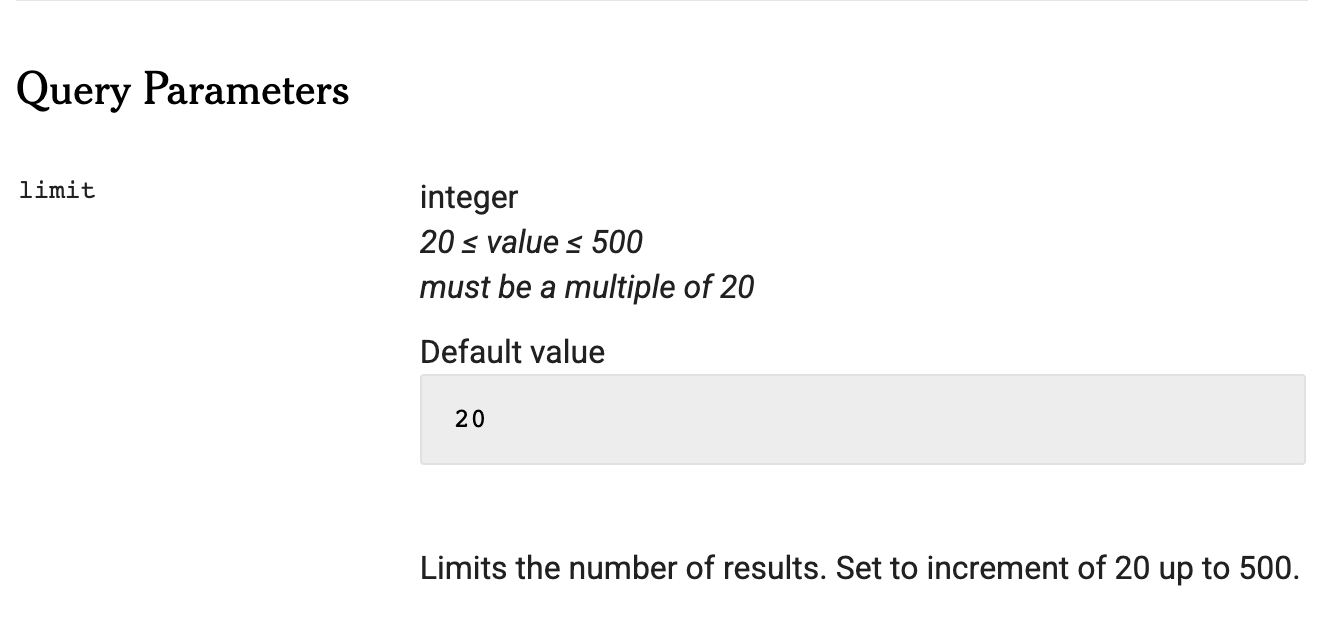 Query Parameters
limit
integer
20 ≤ value ≤ 500
must be a multiple of 20
Default value
20
Limits the number of results. Set to increment of 20 up to 500.